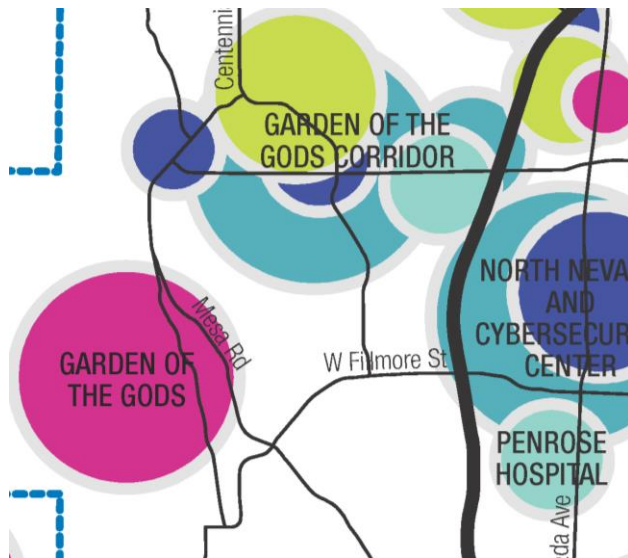 Centenni
GARDEN OF THE
GODS CORRIDOR
NORTH NEVA
AND
CYBERSECUR
CENTER
Mesa Rd
W Fillmore St
GARDEN OF
THE GODS
PENROSE
HOSPITAL
da Ave